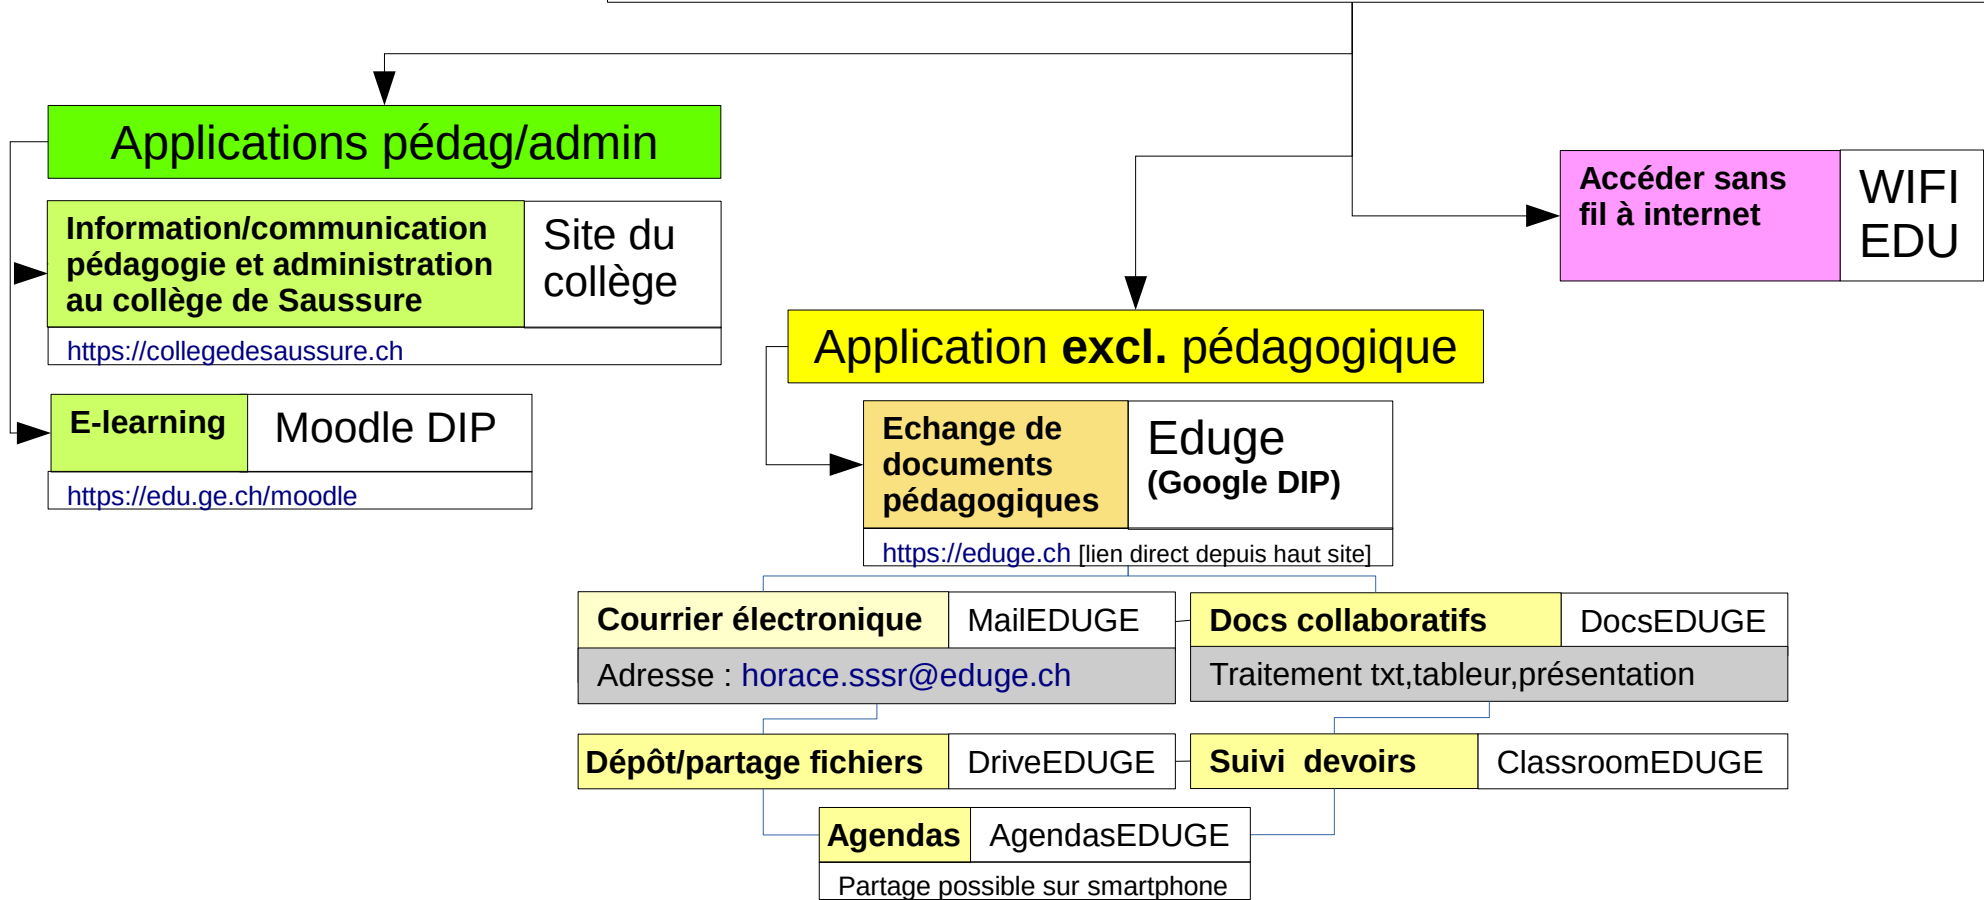 Applications pédag/admin
Information/communication
pédagogie et administration
au collège de Saussure
Site du
collège
https://collegedesaussure.ch
E-learning
Moodle DIP
https://edu.ge.ch/moodle
Accéder sans
fil à internet
WIFI
EDU
Application excl. pédagogique
Echange de
documents
pédagogiques
Eduge
(Google DIP)
https://eduge.ch [lien direct depuis haut site]
Courrier électronique
MailEDUGE
Adresse : horace.sssr@eduge.ch
Docs collaboratifs
DocsEDUGE
Traitement txt,tableur,présentation
Dépôt/partage fichiers
DriveEDUGE
Suivi  devoirs
ClassroomEDUGE
Agendas
AgendasEDUGE
Partage possible sur smartphone